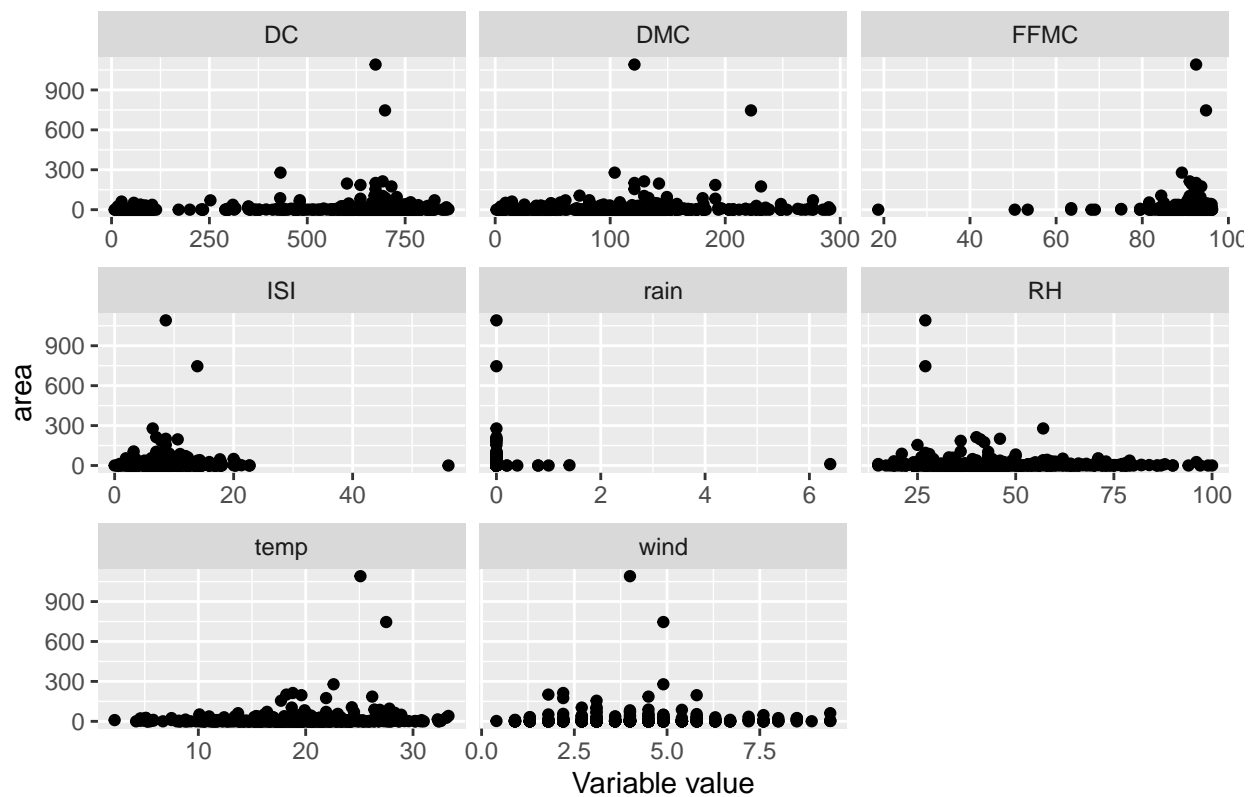 DC DMC FFMC
900
600
300
0
0 250 500 750 0 100 200 300 20 40 60 80 100
ISI rain RH
900
600
300
0
0 20 40 0 2 4 6 25 50 75 100
area
temp wind
900
600
300
0
10 20 30 0.0 2.5 5.0 7.5
Variable value